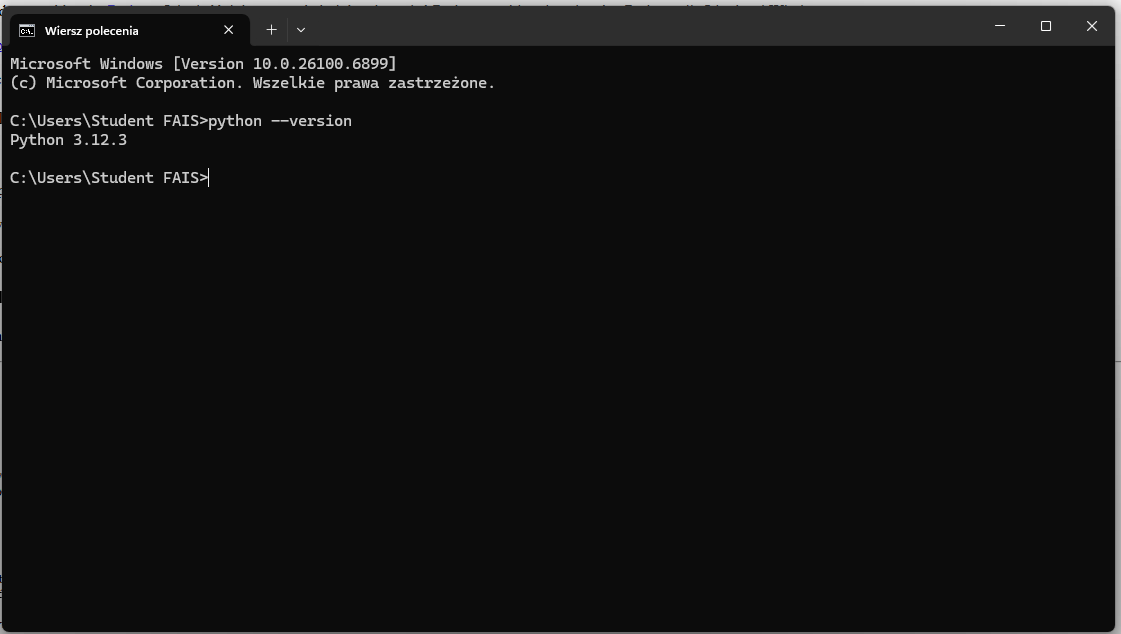 Wiersz polecenia
Microsoft Windows [Version 10.0.26100.6899]
(c) Microsoft Corporation. Wszelkie prawa zastrzeżone.
C:\Users\Student FAIS>python --version
Python 3.12.3
C:\Users\Student FAIS>